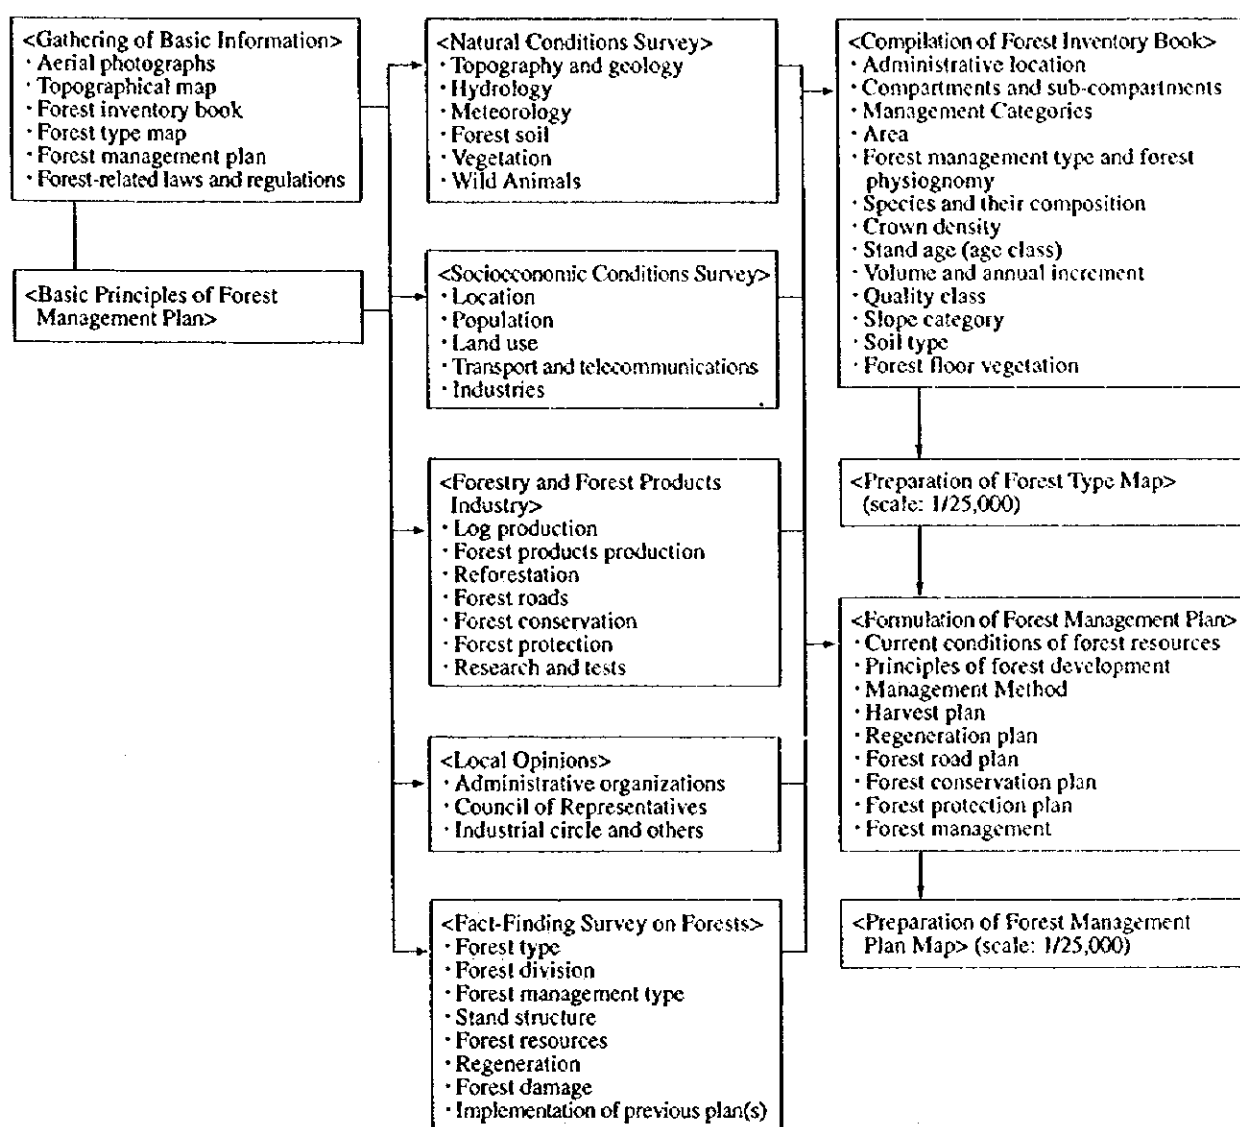 <Gathering of Basic Information>
・Aerial photographs
・Topographical map
・Forest inventory book
・Forest type map
・Forest management plan
・Forest-related laws and regulations
<Basic Principles of Forest
Management Plan>
<Natural Conditions Survey>
・Topography and geology
・Hydrology
・Meteorology
・Forest soil
・Vegetation
・Wild Animals
<Socioeconomic Conditions Survey>
・Location
・Population
・Land use
・Transport and telecommunications
・Industries
<Forestry and Forest Products
Industry>
・Log production
・Forest products production
・Reforestation
・Forest roads
・Forest conservation
・Forest protection
・Research and tests
<Local Opinions>
・Administrative organizations
・Council of Representatives
・Industrial circle and others
<Fact-Finding Survey on Forests>
・Forest type
・Forest division
・Forest management type
・Stand structure
・Forest resources
・Regeneration
・Forest damage
・Implementation of previous plan(s)
<Compilation of Forest Inventory Book>
・Administrative location
・Compartments and sub-compartments
・Management Categories
・Area
・Forest management type and forest
physiognomy
・Species and their composition
・Crown density
・Stand age (age class)
・Volume and annual increment
・Quality class
・Slope category
・Soil type
・Forest floor vegetation
<Preparation of Forest Type Map>
(scale: 1/25,000)
<Formulation of Forest Management Plan>
・Current conditions of forest resources
・Principles of forest development
・Management Method
・Harvest plan
・Regeneration plan
・Forest road plan
・Forest conservation plan
・Forest protection plan
・Forest management
<Preparation of Forest Management
Plan Map> (scale: 1/25,000)